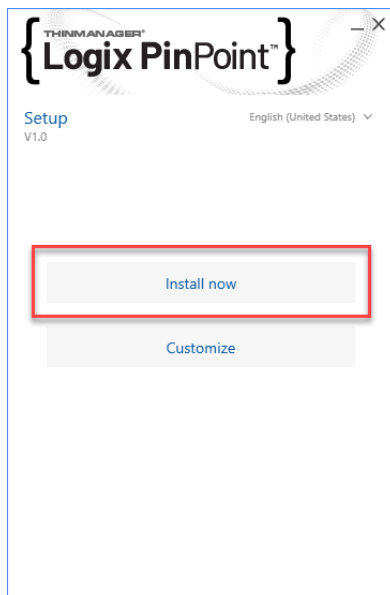 THINMANAGER®
{Logix PinPoint™}
Setup
English (United States)
V1.0
Install now
Customize